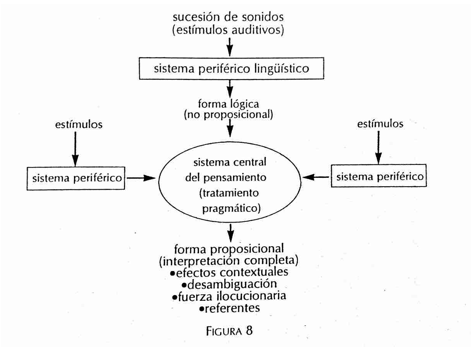 sucesión de sonidos
(estímulos auditivos)
sistema periférico lingüístico
forma lógica
(no proposicional)
estímulos
estímulos
sistema periférico
sistema central
del pensamiento
(tratamiento
pragmático)
sistema periférico
forma proposicional
(interpretación completa)
•efectos contextuales
•desambiguación
•fuerza ilocucionaria
•referentes
FIGURA 8